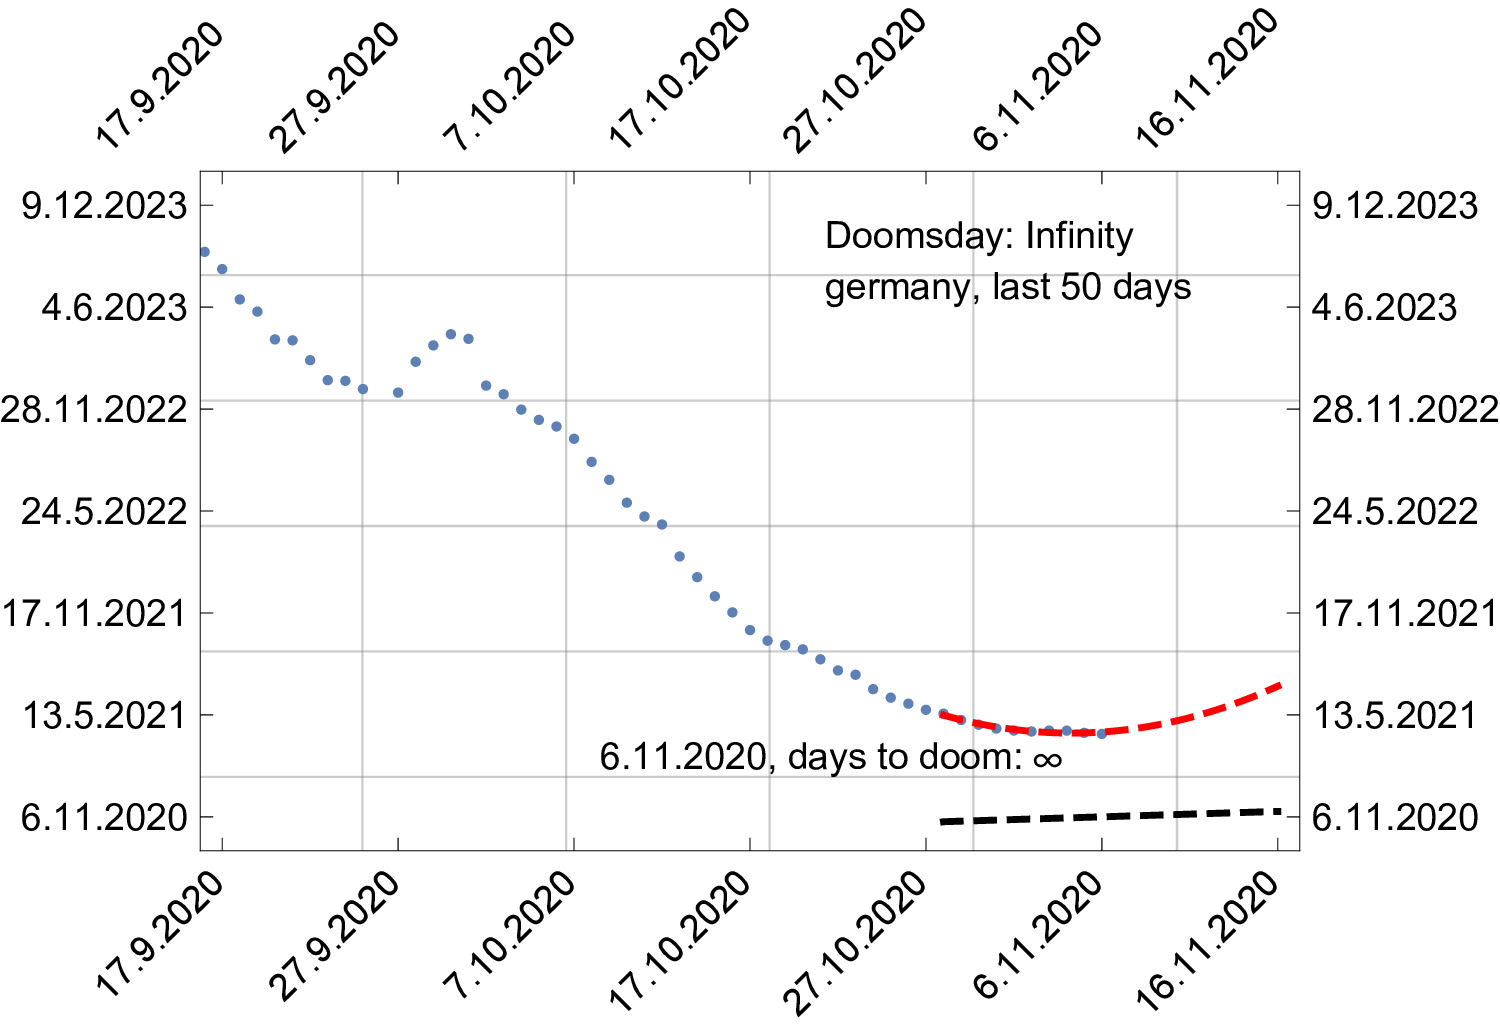 17.9.2020 27.9.2020 7.10.2020 17.10.2020 27.10.2020 6.11.2020 16.11.2020
9.12.2023 9.12.2023
Doomsday: Infinity
germany, last 50 days
4.6.2023 4.6.2023
28.11.2022 28.11.2022
24.5.2022 24.5.2022
17.11.2021 17.11.2021
13.5.2021 13.5.2021
6.11.2020, days to doom: ∞
6.11.2020 6.11.2020
17.9.2020 27.9.2020 7.10.2020 17.10.2020 27.10.2020 6.11.2020 16.11.2020